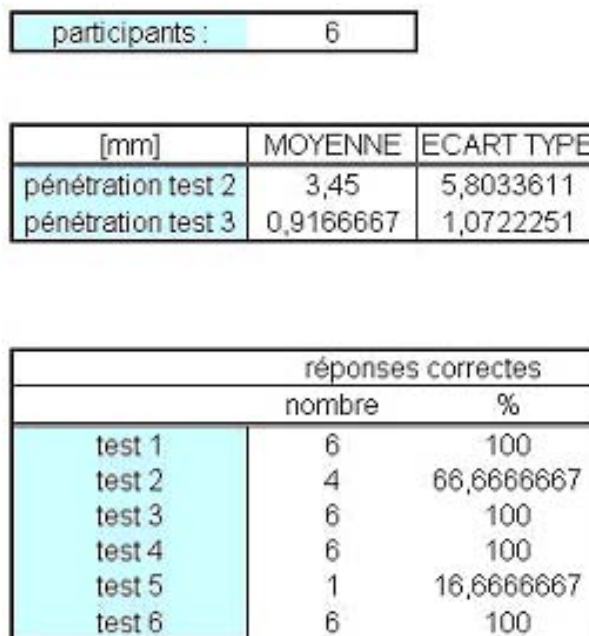 participants : 6
[mm] MOYENNE ECART TYPE
pénétration test 2 3,45 5,8033611
pénétration test 3 0,9166667 1,0722251
réponses correctes
nombre %
test 1 6 100
test 2 4 66,6666667
test 3 6 100
test 4 6 100
test 5 1 16,6666667
test 6 6 100